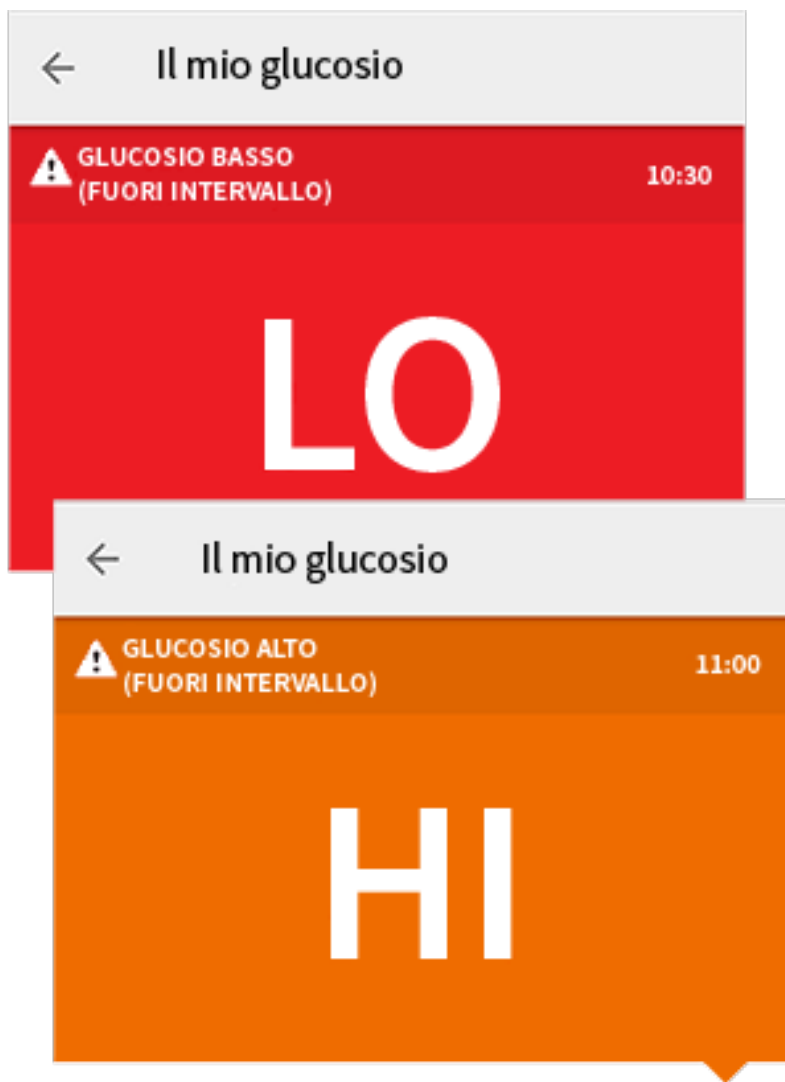 Il mio glucosio
GLUCOSIO BASSO
(FUORI INTERVALLO)
10:30
LO
Il mio glucosio
GLUCOSIO ALTO
(FUORI INTERVALLO)
11:00
HI